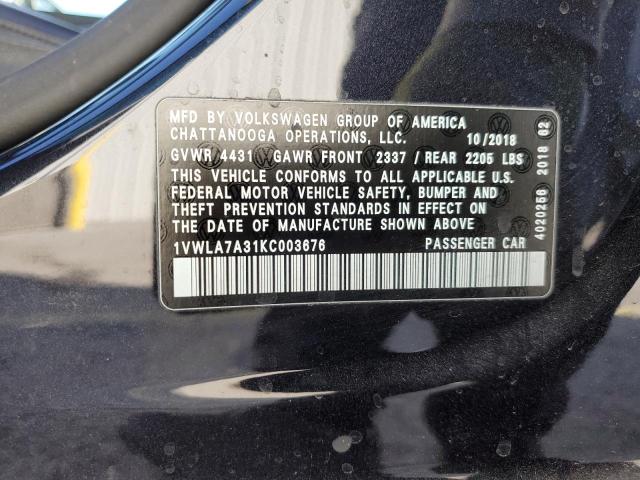 MFD BY VOLKSWAGEN GROUP OF AMERICA
CHATTANOOGA OPERATIONS, LLC. 10/2018
GVWR 4431 GAWR FRONT 2337 / REAR 2205 LBS
THIS VEHICLE CONFORMS TO ALL APPLICABLE U.S.
FEDERAL MOTOR VEHICLE SAFETY, BUMPER AND
THEFT PREVENTION STANDARDS IN EFFECT ON
THE DATE OF MANUFACTURE SHOWN ABOVE.
1VWLA7A31KC003676 PASSENGER CAR
4020256 2018 82